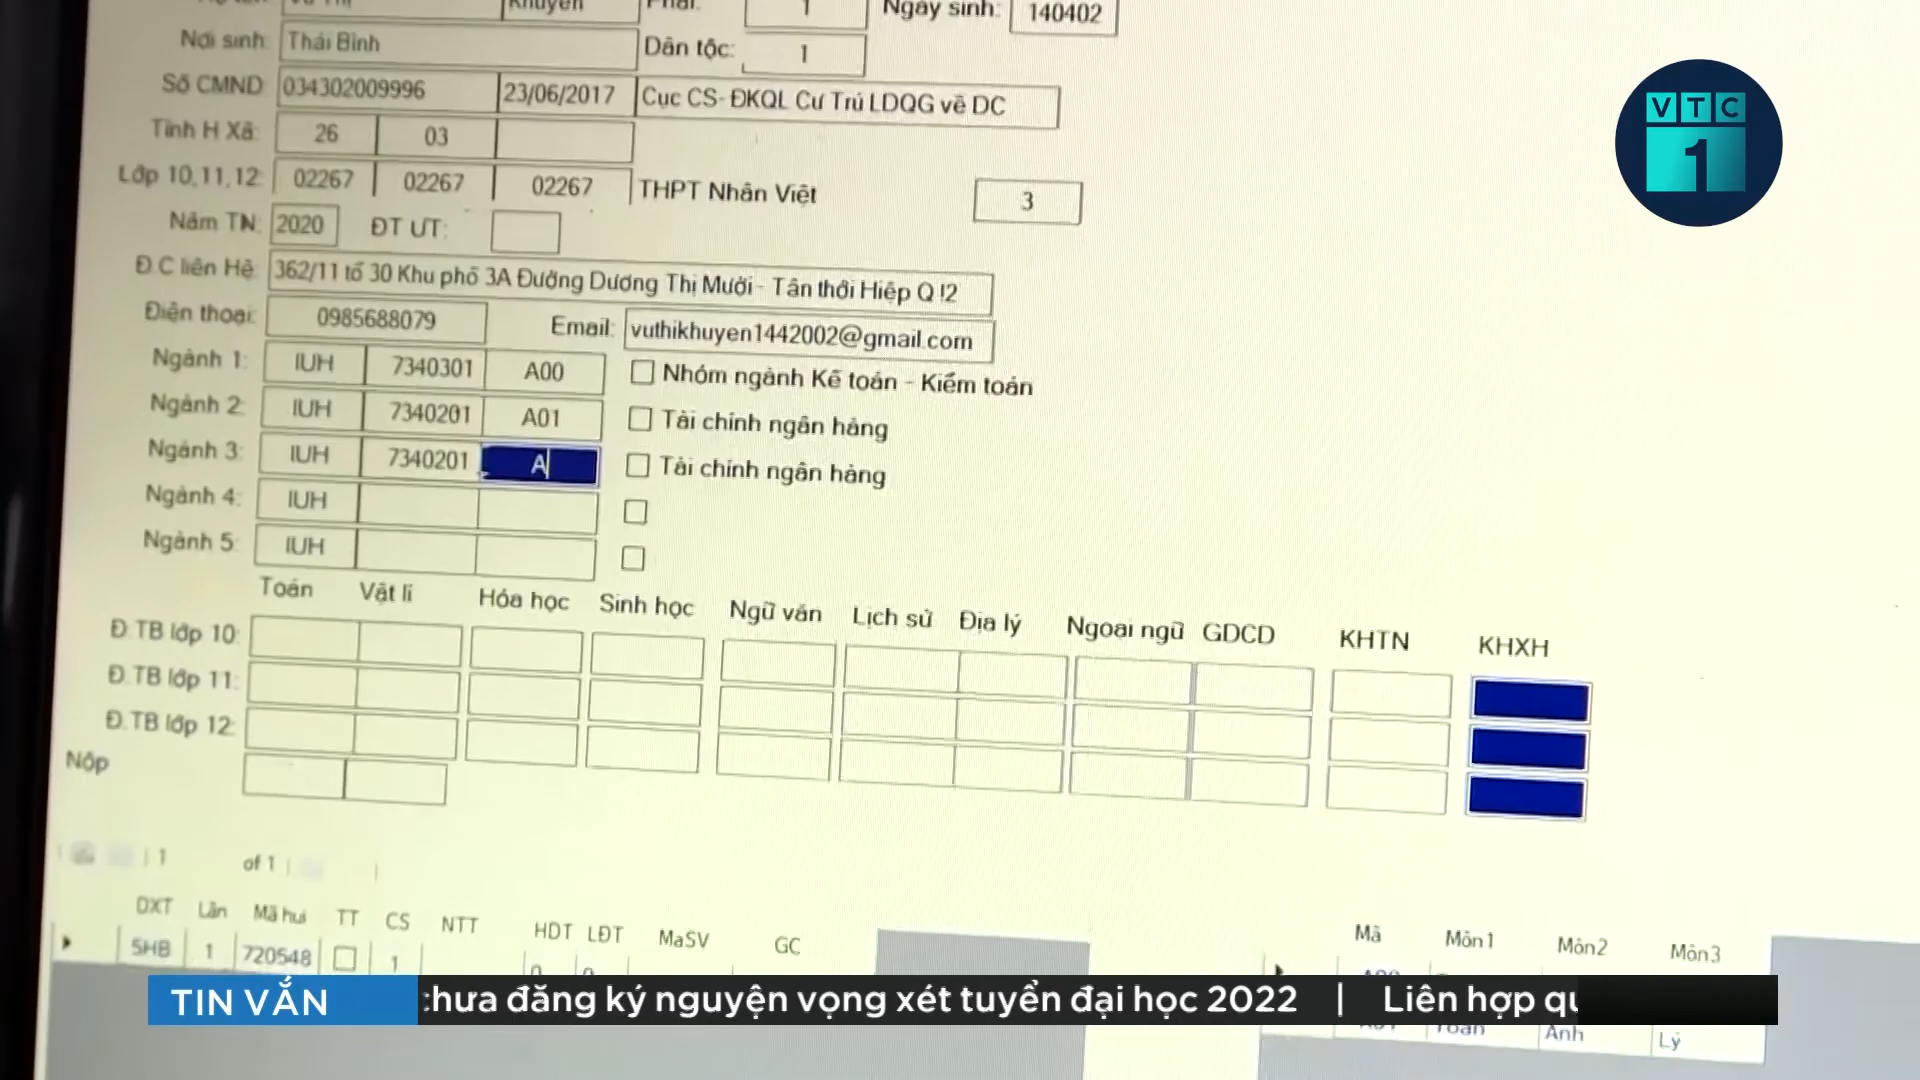 Khuyên Phái: 1 Ngày sinh: 140402
Nơi sinh: Thái Bình Dân tộc: 1
Số CMND: 034302009996 23/06/2017 Cục CS- ĐKQL Cư Trú LDQG về DC
Tỉnh H Xã: 26 03
Lớp 10,11,12: 02267 02267 02267 THPT Nhân Việt 3
Năm TN: 2020 ĐT ƯT:
Đ.C liên Hệ: 362/11 tổ 30 Khu phố 3A Đường Dương Thị Mười - Tân thới Hiệp Q !2
Điện thoại: 0985688079 Email: vuthikhuyen1442002@gmail.com
Ngành 1: IUH 7340301 A00 Nhóm ngành Kế toán - Kiểm toán
Ngành 2: IUH 7340201 A01 Tài chính ngân hàng
Ngành 3: IUH 7340201 A Tài chính ngân hàng
Ngành 4: IUH
Ngành 5: IUH
Toán Vật lí Hóa học Sinh học Ngữ văn Lịch sử Địa lý Ngoại ngữ GDCD KHTN KHXH
Đ.TB lớp 10:
Đ.TB lớp 11:
Đ.TB lớp 12:
Nộp
1 of 1
DXT Lần Mã hui TT CS NTT HDT LĐT MaSV GC Mã Môn1 Môn2 Môn3
5HB 1 720548 1
A01 Toán Anh Lý
VTC
1
TIN VẮN chưa đăng ký nguyện vọng xét tuyển đại học 2022 | Liên hợp qu